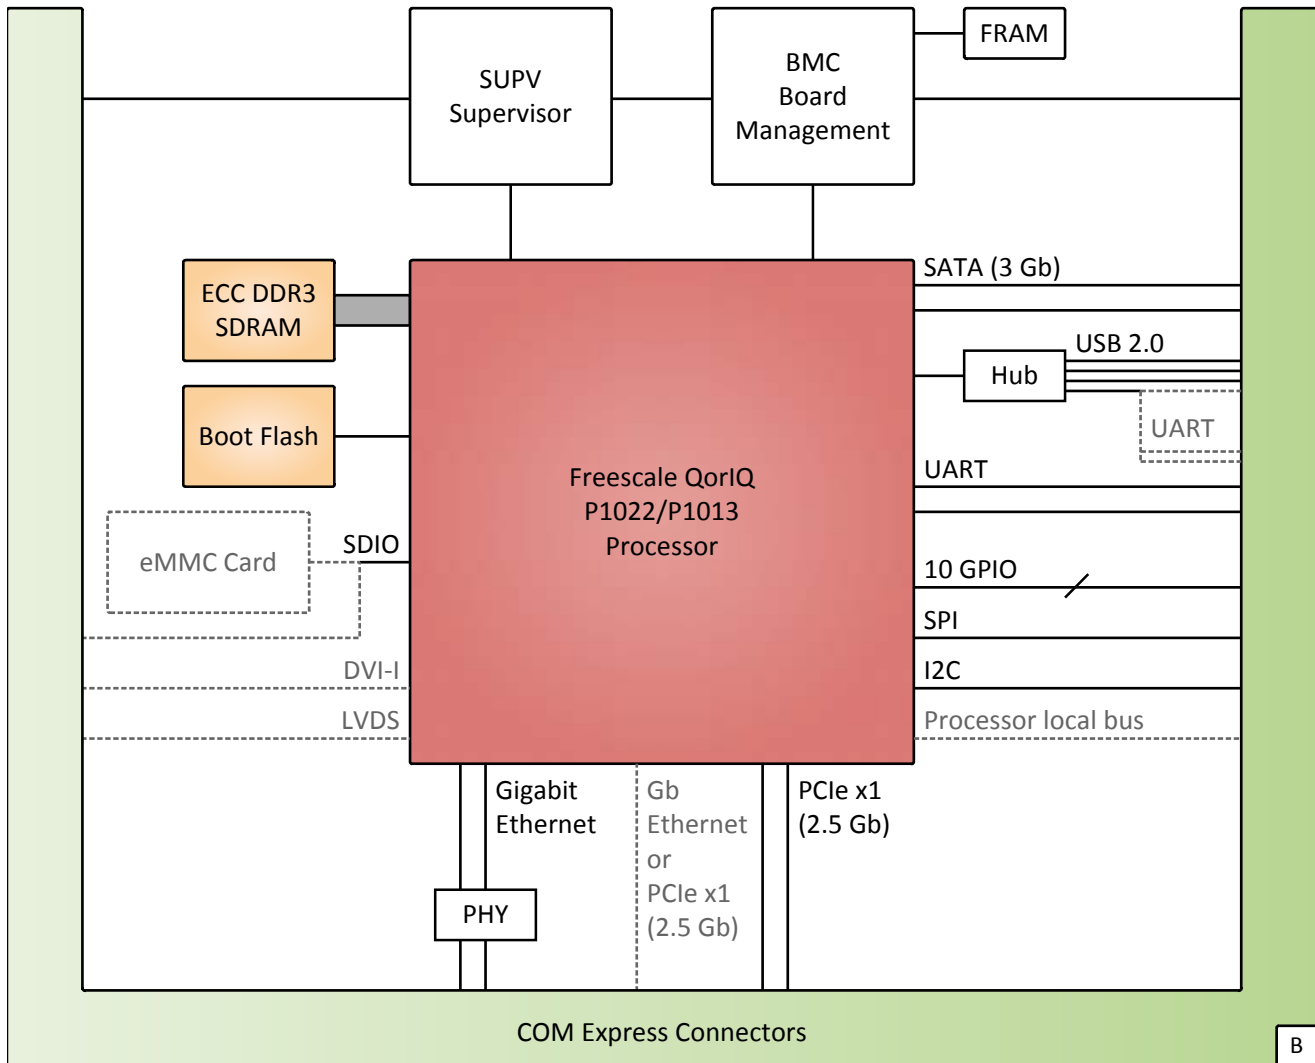 FRAM
SUPV
Supervisor
BMC
Board
Management
SATA (3 Gb)
ECC DDR3
SDRAM
USB 2.0
Hub
UART
Boot Flash
UART
Freescale QorIQ
P1022/P1013
Processor
SDIO
eMMC Card
10 GPIO
SPI
DVI-I
I2C
LVDS
Processor local bus
Gigabit
Ethernet
Gb
Ethernet
or
PCIe x1
(2.5 Gb)
PCIe x1
(2.5 Gb)
PHY
COM Express Connectors
B